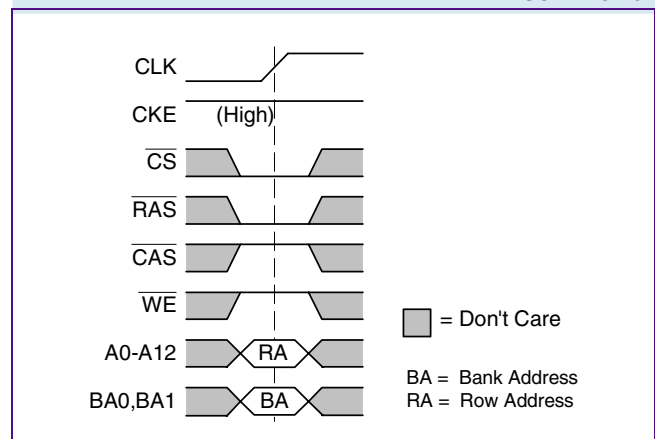 CLK
CKE (High)
CS
RAS
CAS
WE
A0-A12 RA
BA0,BA1 BA
= Don't Care
BA = Bank Address
RA = Row Address